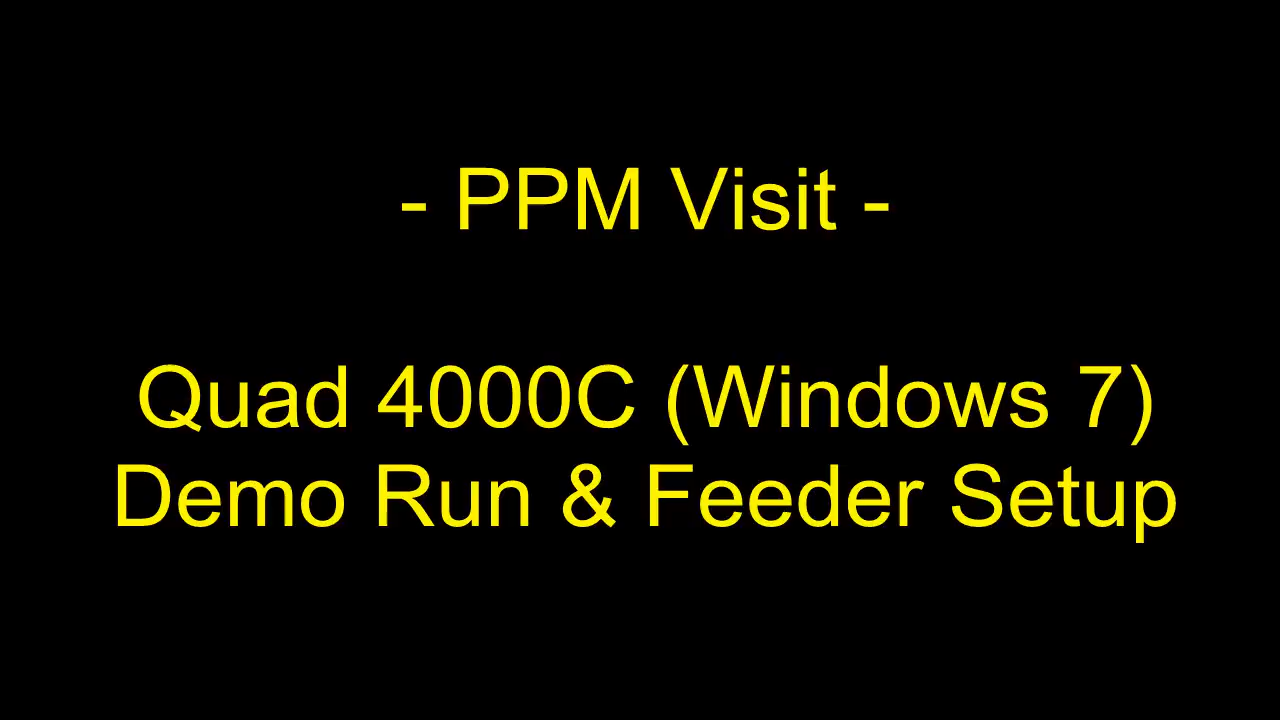 - PPM Visit -
Quad 4000C (Windows 7)
Demo Run & Feeder Setup